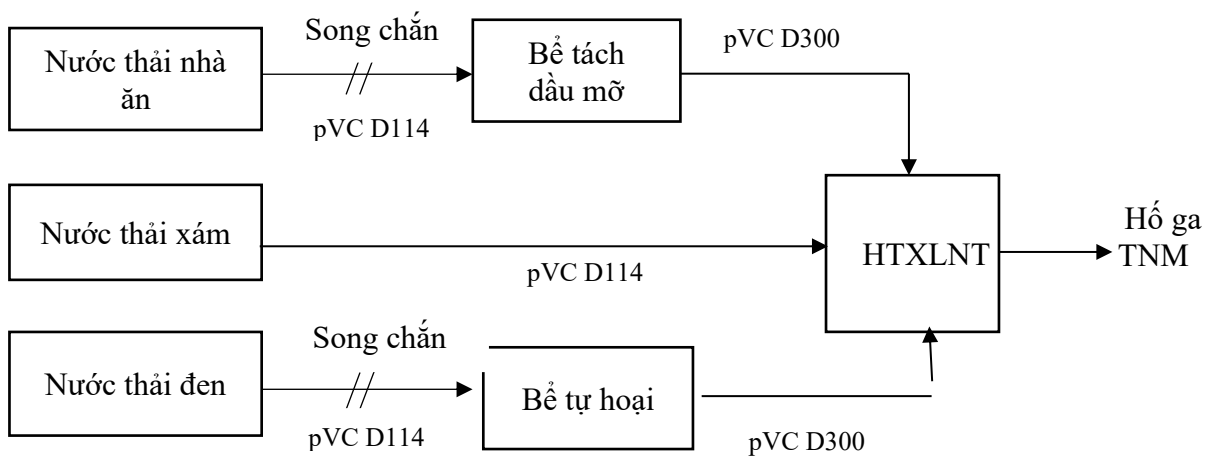 Nước thải nhà
ăn
Song chắn
pVC D114
Bể tách
dầu mỡ
pVC D300
Nước thải xám
pVC D114
HTXLNT
Hố ga
TNM
Nước thải đen
Song chắn
pVC D114
Bể tự hoại
pVC D300